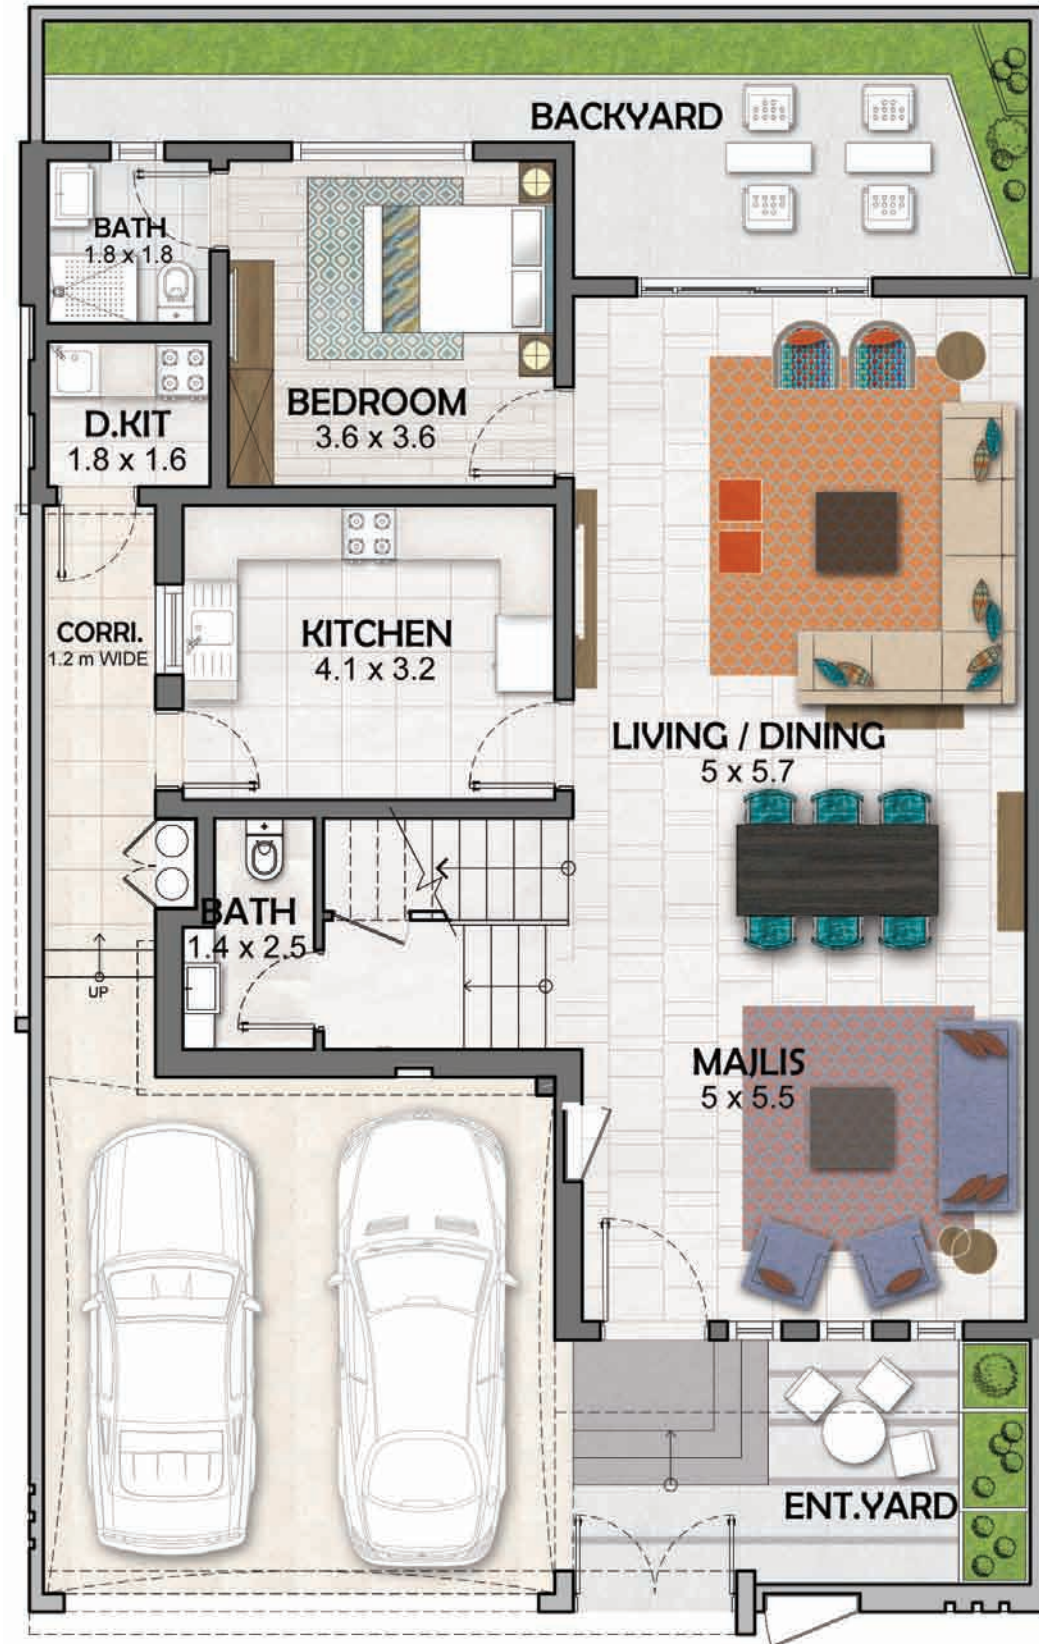 BACKYARD
BATH
1.8 x 1.8
BEDROOM
3.6 x 3.6
D.KIT
1.8 x 1.6
KITCHEN
4.1 x 3.2
CORRI.
1.2 m WIDE
LIVING / DINING
5 x 5.7
BATH
1.4 x 2.5
UP
MAJLIS
5 x 5.5
ENT.YARD